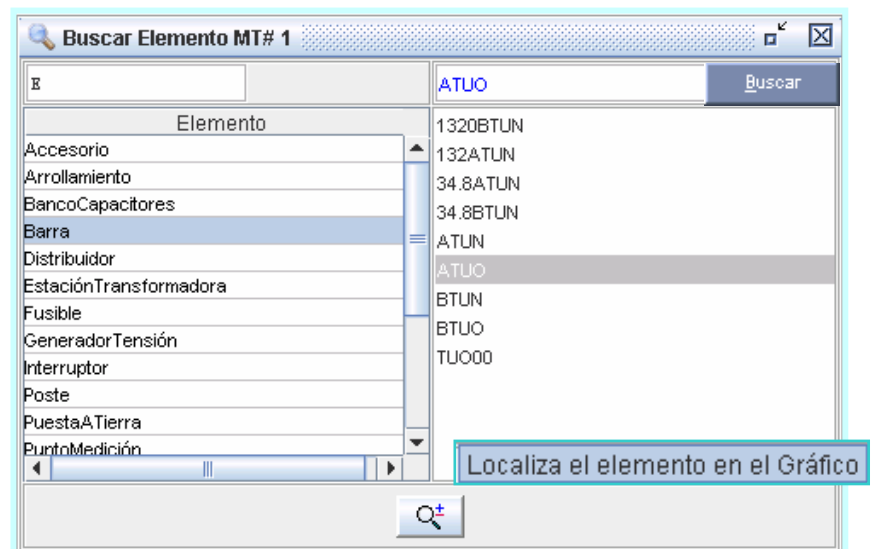 Buscar Elemento MT# 1
E
ATUO
Buscar
Elemento
Accesorio
Arrollamiento
BancoCapacitores
Barra
Distribuidor
EstaciónTransformadora
Fusible
GeneradorTensión
Interruptor
Poste
PuestaATierra
PuntoMedición
1320BTUN
132ATUN
34.8ATUN
34.8BTUN
ATUN
ATUO
BTUN
BTUO
TUO00
Localiza el elemento en el Gráfico